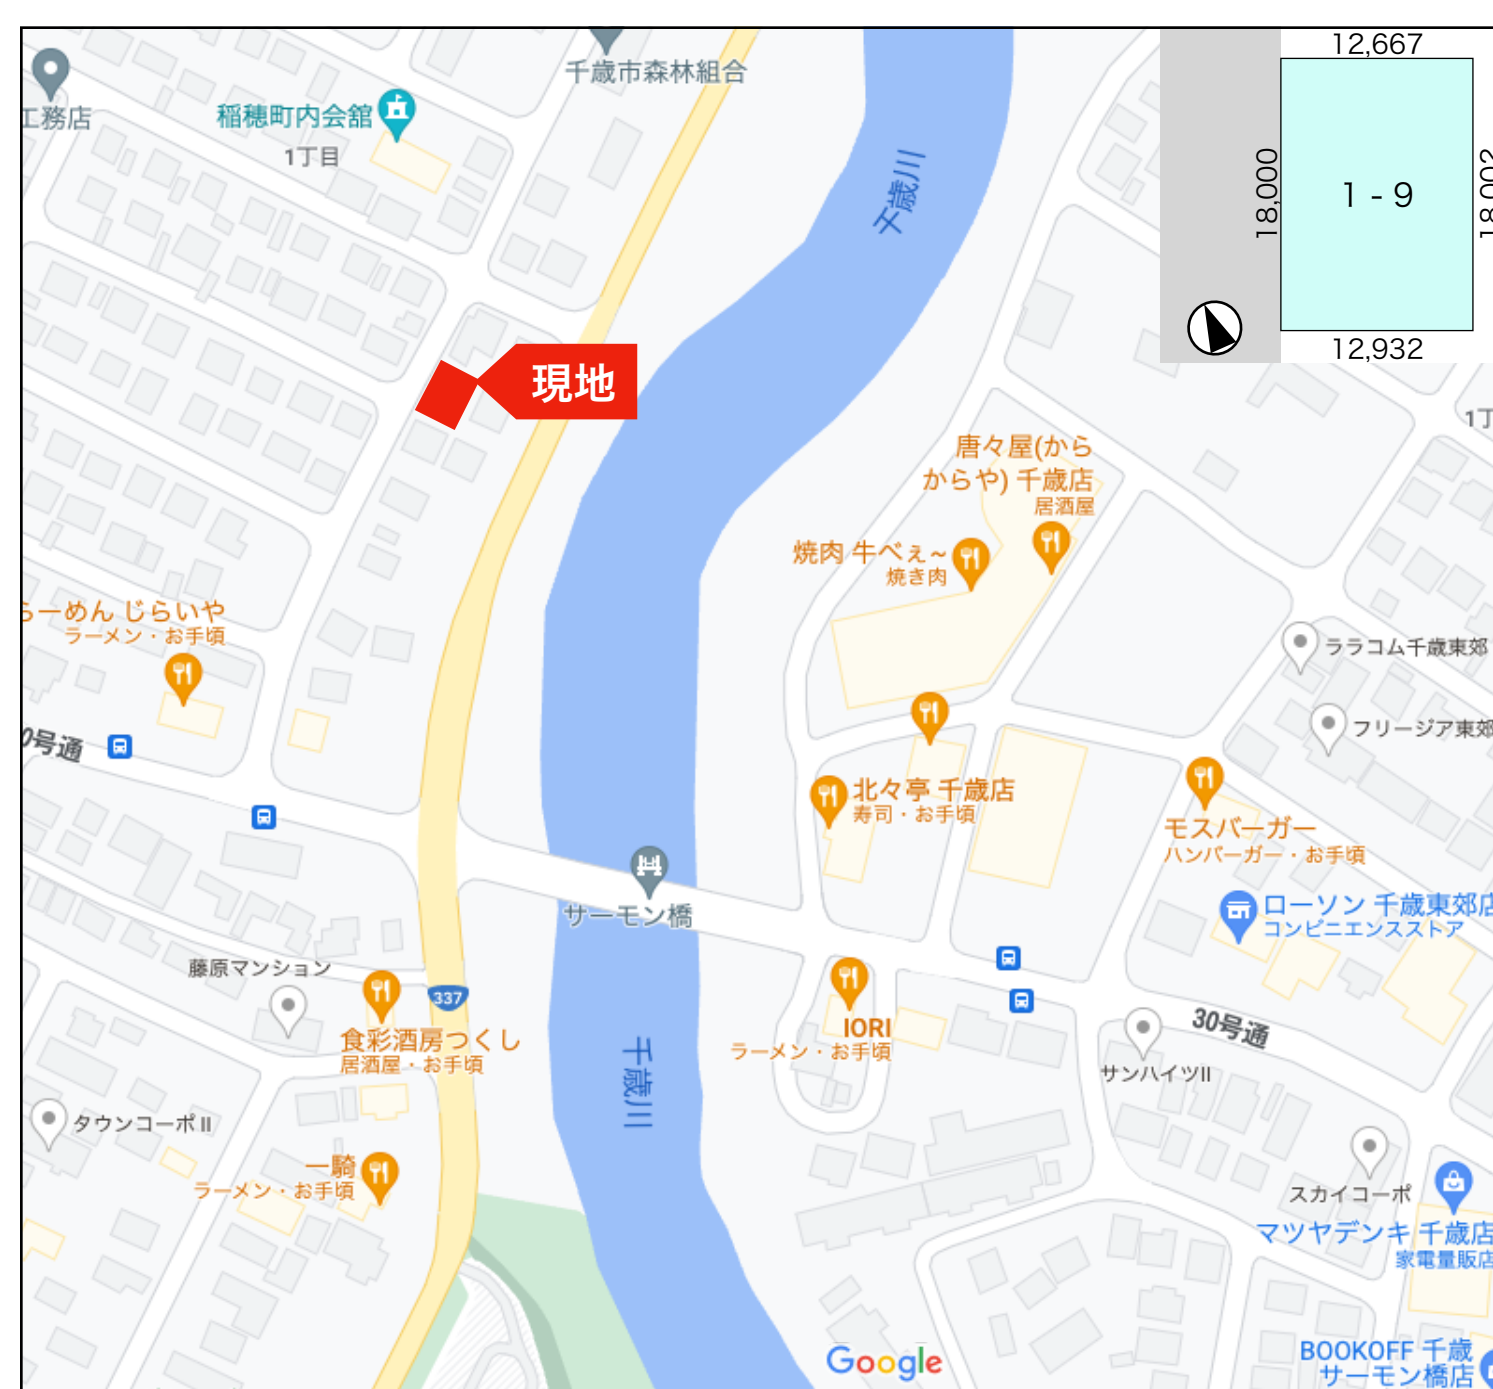 12,667
18,000
1 - 9
18,002
12,932
千歳市森林組合
工務店
稲穂町内会館
1丁目
千歳川
現地
1丁
唐々屋(から
からや) 千歳店
居酒屋
焼肉 牛べぇ~
焼き肉
らーめん じらいや
ラーメン・お手頃
ララコム千歳東郊
フリージア東郊
0号通
北々亭 千歳店
寿司・お手頃
モスバーガー
ハンバーガー・お手頃
サーモン橋
ローソン 千歳東郊店
コンビニエンスストア
藤原マンション
337
食彩酒房つくし
居酒屋・お手頃
IORI
ラーメン・お手頃
30号通
サンハイツII
千歳川
タウンコーポ II
一騎
ラーメン・お手頃
スカイコーポ
マツヤデンキ 千歳店
家電量販店
Google
BOOKOFF 千歳
サーモン橋店